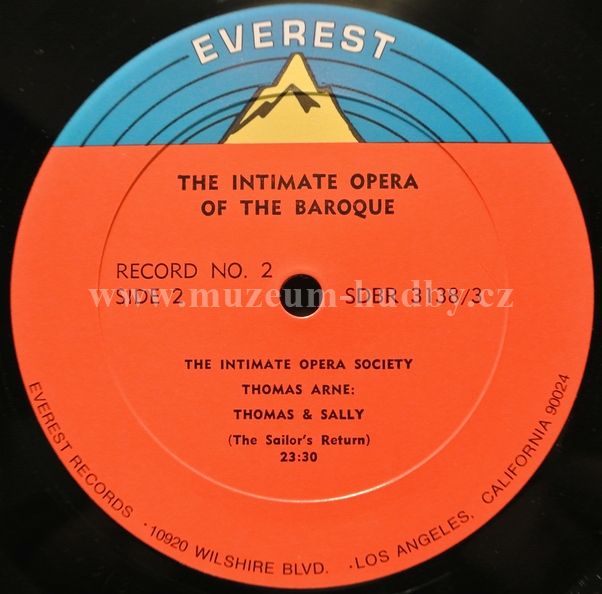 EVEREST
THE INTIMATE OPERA
OF THE BAROQUE
RECORD NO. 2
SIDE 2 SDBR 3138/3
www.muzeum-hudby.cz
THE INTIMATE OPERA SOCIETY
THOMAS ARNE:
THOMAS & SALLY
(The Sailor's Return)
23:30
EVEREST RECORDS · 10920 WILSHIRE BLVD. · LOS ANGELES, CALIFORNIA 90024